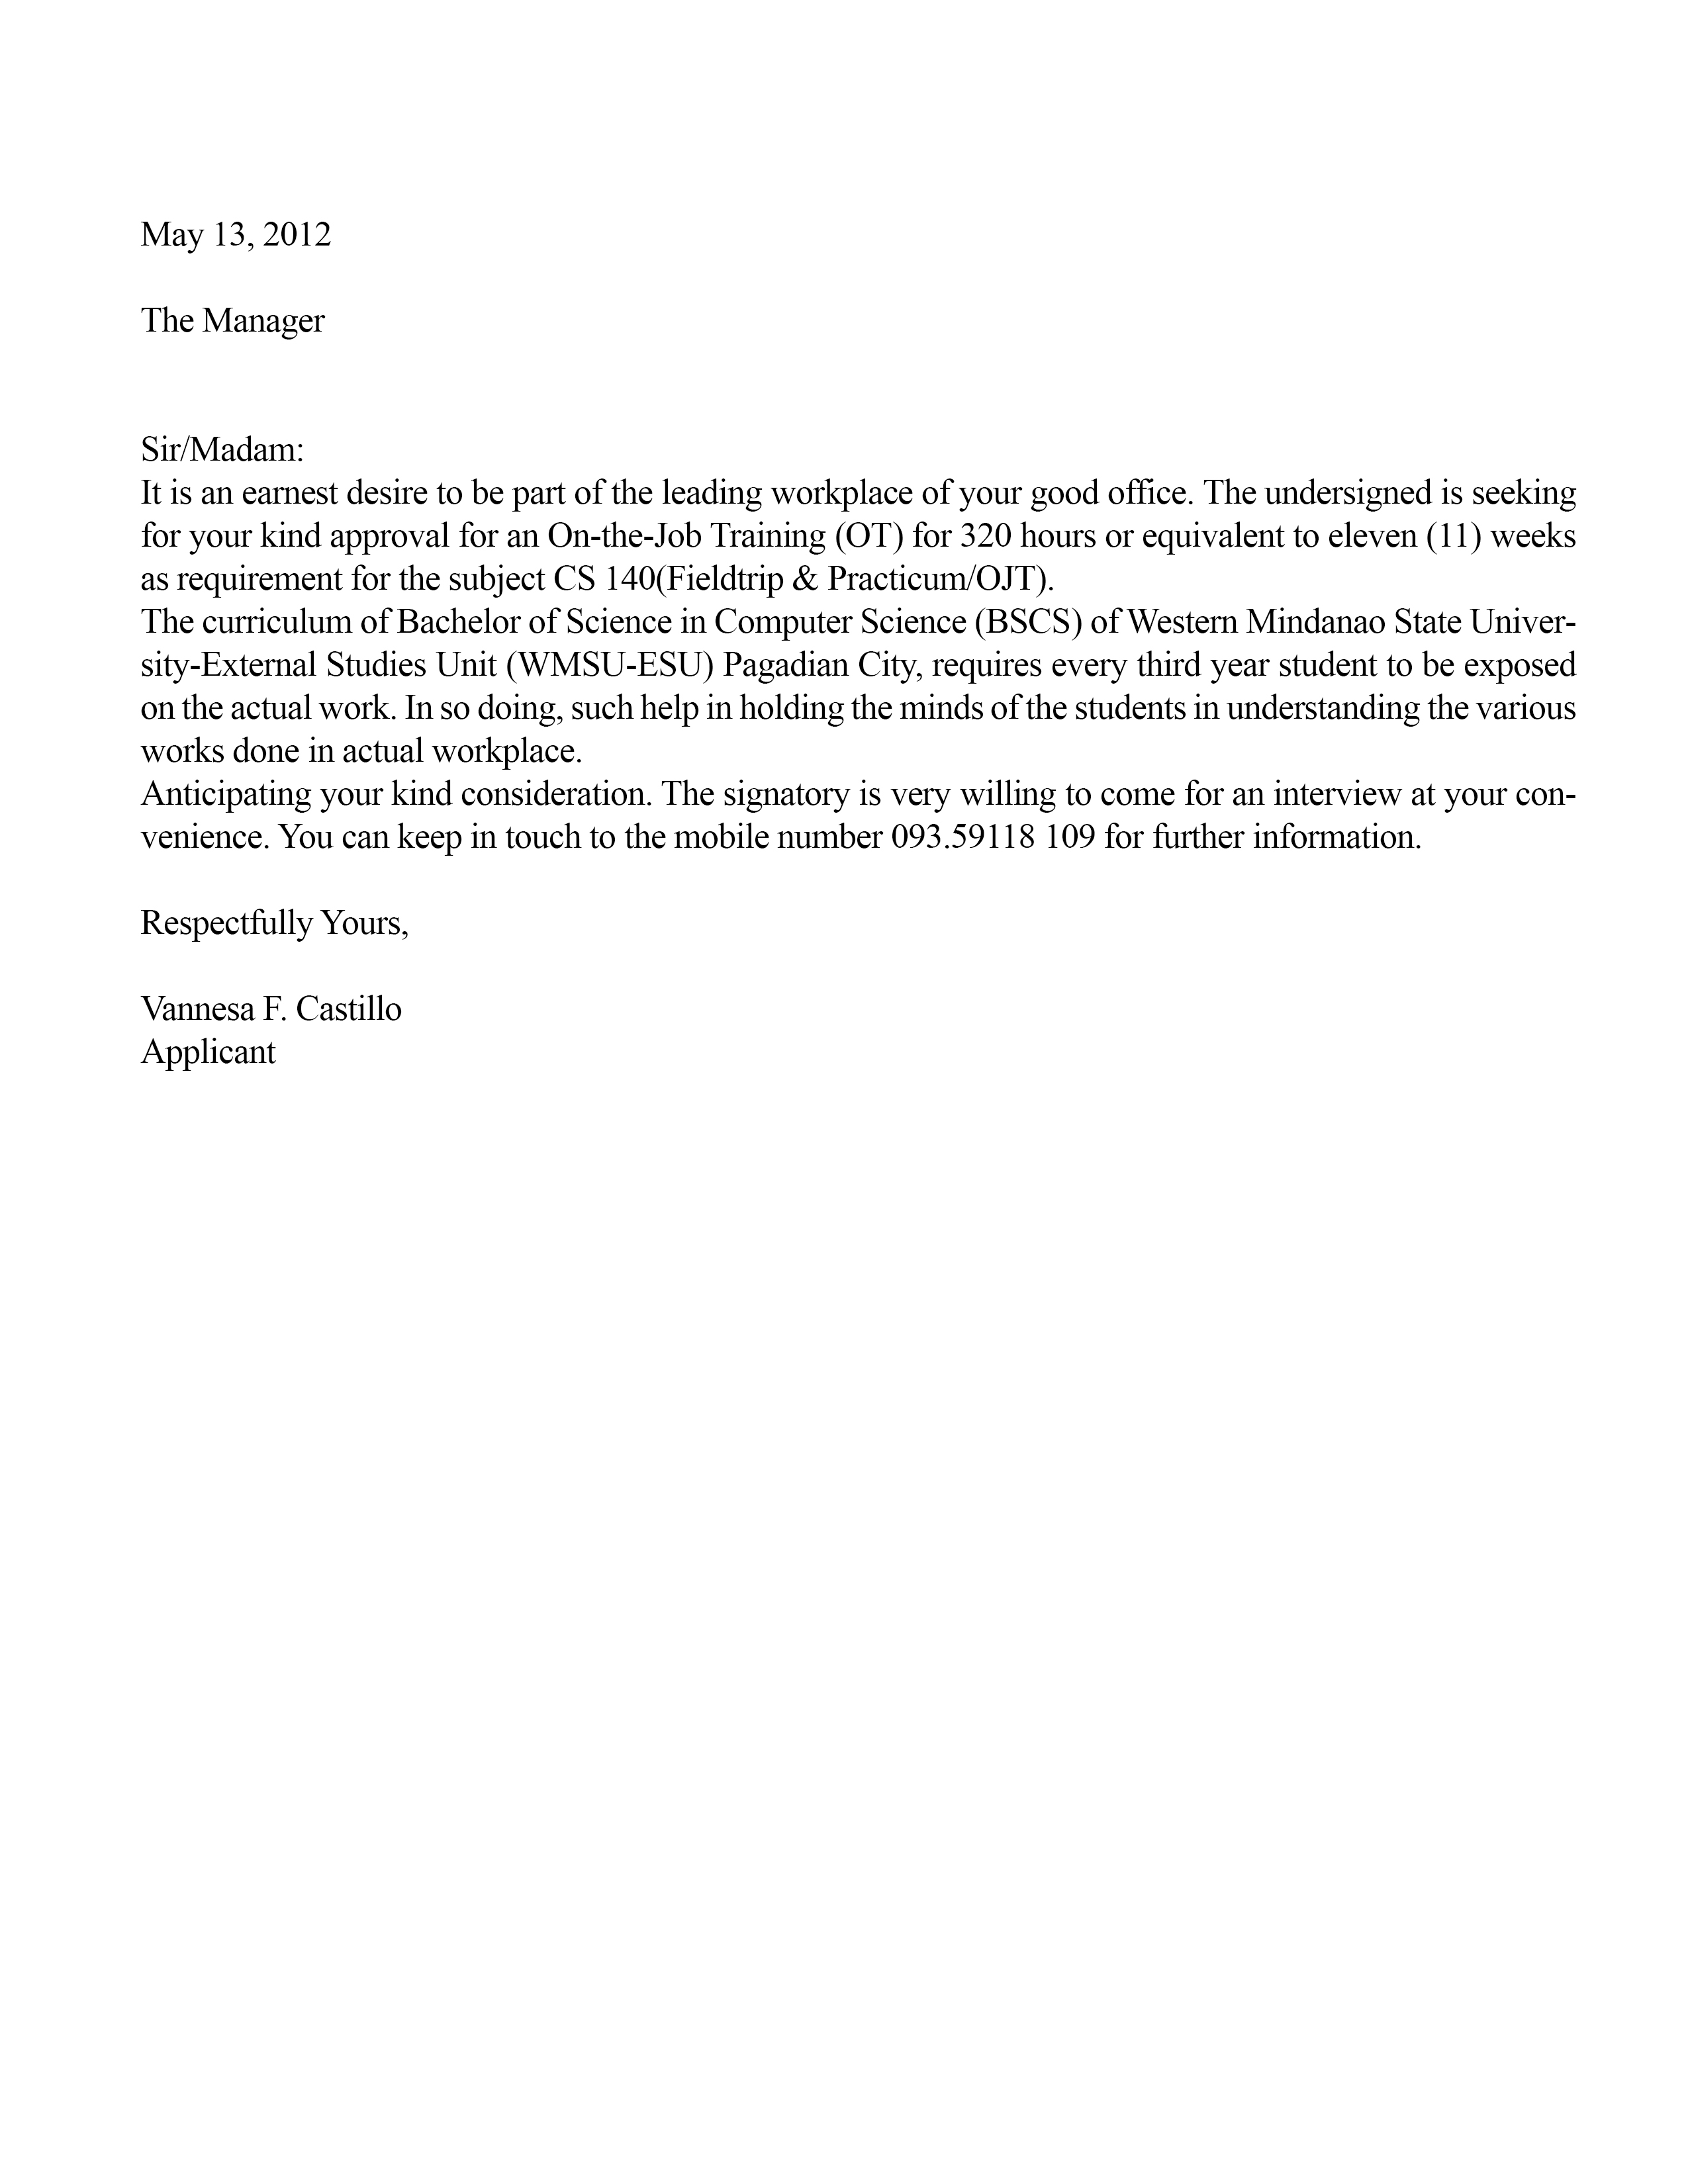 May 13, 2012
The Manager
Sir/Madam:
It is an earnest desire to be part of the leading workplace of your good office. The undersigned is seeking
for your kind approval for an On-the-Job Training (OT) for 320 hours or equivalent to eleven (11) weeks
as requirement for the subject CS 140(Fieldtrip & Practicum/OJT).
The curriculum of Bachelor of Science in Computer Science (BSCS) of Western Mindanao State Univer-
sity-External Studies Unit (WMSU-ESU) Pagadian City, requires every third year student to be exposed
on the actual work. In so doing, such help in holding the minds of the students in understanding the various
works done in actual workplace.
Anticipating your kind consideration. The signatory is very willing to come for an interview at your con-
venience. You can keep in touch to the mobile number 093.59118 109 for further information.
Respectfully Yours,
Vannesa F. Castillo
Applicant